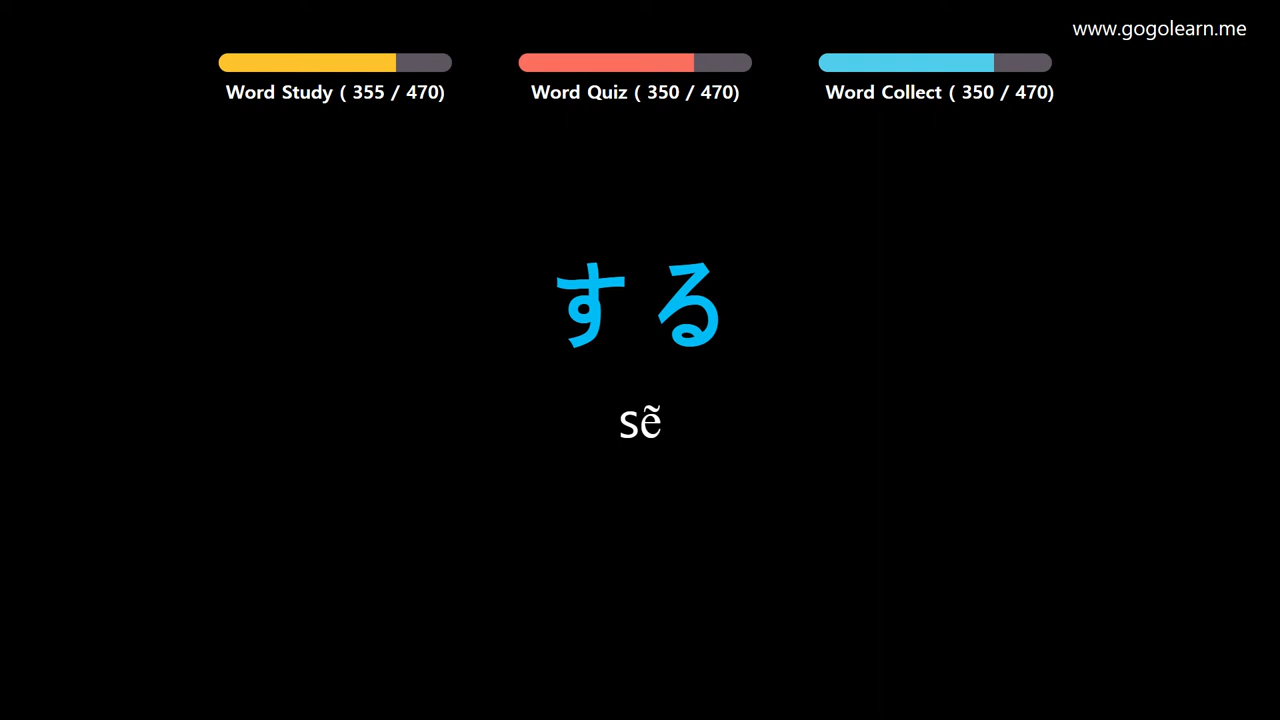 www.gogolearn.me
Word Study ( 355 / 470)
Word Quiz ( 350 / 470)
Word Collect ( 350 / 470)
する
sẽ